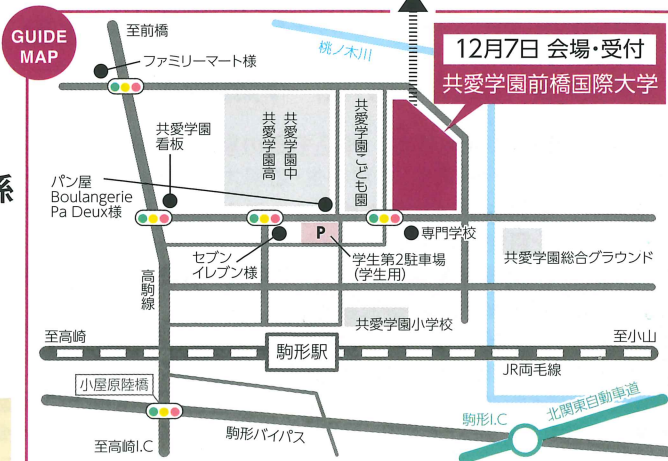 GUIDE
MAP
至前橋
ファミリーマート様
桃ノ木川
12月7日 会場・受付
共愛学園前橋国際大学
共愛学園
看板
共愛学園中
共愛学園高
共愛学園こども園
係
パン屋
Boulangerie
Pa Deux様
P
専門学校
セブン
イレブン様
学生第2駐車場
(学生用)
共愛学園総合グラウンド
高駒線
共愛学園小学校
至高崎
至小山
駒形駅
JR両毛線
小屋原陸橋
駒形I.C
北関東自動車道
駒形バイパス
至高崎I.C